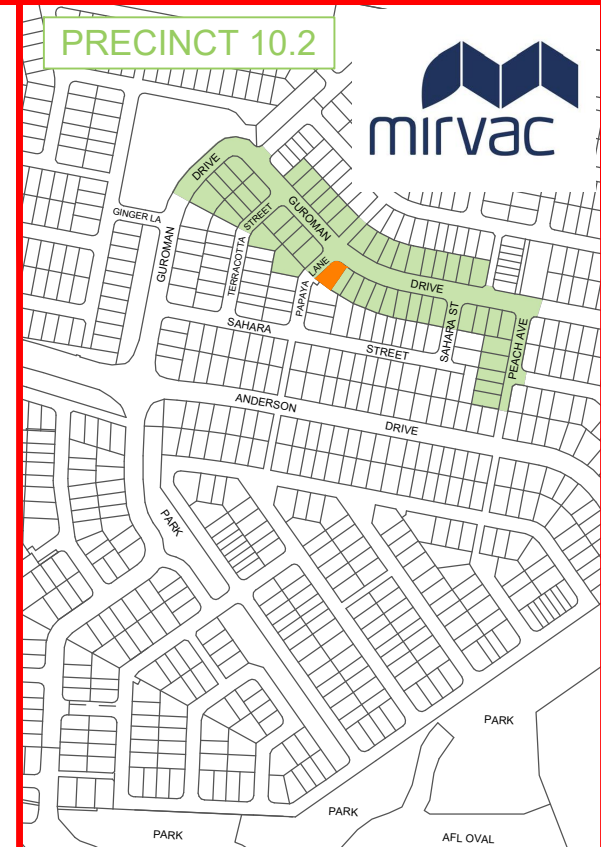 PRECINCT 10.2
mirvac
DRIVE
GINGER LA
STREET
GUROMAN
GUROMAN
TERRACOTTA
LANE
PAPAYA
DRIVE
SAHARA
STREET
SAHARA ST
PEACH AVE
ANDERSON
DRIVE
PARK
PARK
PARK
PARK
AFL OVAL